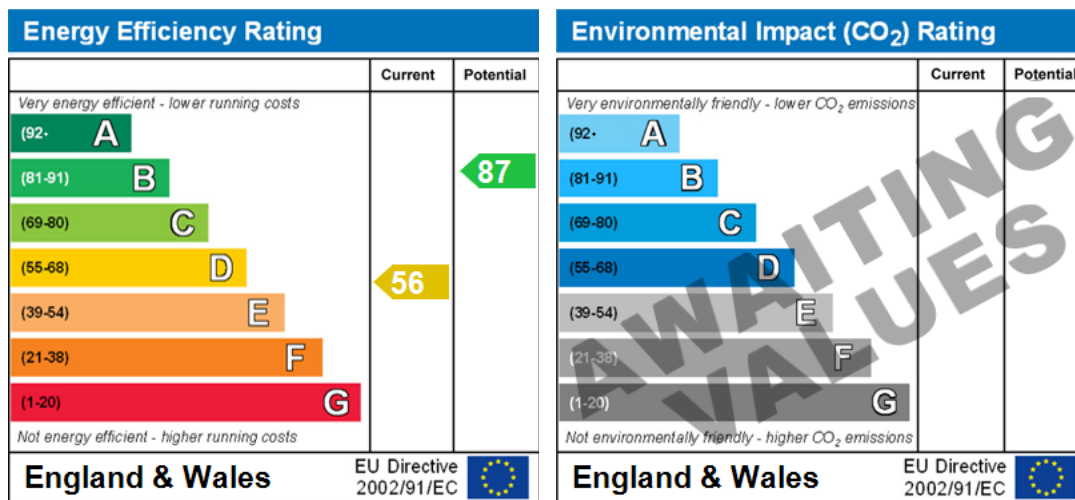 Energy Efficiency Rating
Current Potential
Very energy efficient - lower running costs
(92+ A
(81-91) B
87
(69-80) C
(55-68) D
56
(39-54) E
(21-38) F
(1-20) G
Not energy efficient - higher running costs
England & Wales
EU Directive
2002/91/EC
Environmental Impact (CO2) Rating
Current Potential
Very environmentally friendly - lower CO2 emissions
(92+ A
(81-91) B
(69-80) C
(55-68) D
(39-54) E
(21-38) F
(1-20) G
AWAITING
VALUES
Not environmentally friendly - higher CO2 emissions
England & Wales
EU Directive
2002/91/EC